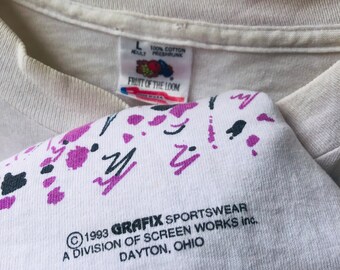 L
100% COTTON
FRUIT OF THE LOOM
© 1993 GRAFIX SPORTSWEAR
A DIVISION OF SCREEN WORKS Inc.
DAYTON, OHIO